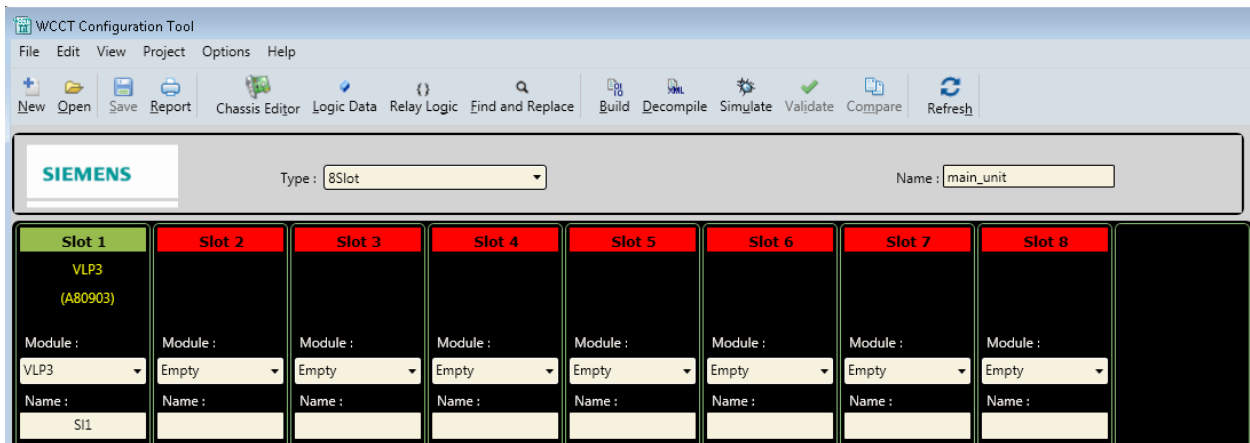 WCCT Configuration Tool
File Edit View Project Options Help
New Open Save Report Chassis Editor Logic Data Relay Logic Find and Replace Build Decompile Simulate Validate Compare Refresh
SIEMENS Type : 8Slot Name : main_unit
Slot 1 Slot 2 Slot 3 Slot 4 Slot 5 Slot 6 Slot 7 Slot 8
VLP3
(A80903)
Module : Module : Module : Module : Module : Module : Module : Module :
VLP3 Empty Empty Empty Empty Empty Empty Empty
Name : Name : Name : Name : Name : Name : Name : Name :
SI1